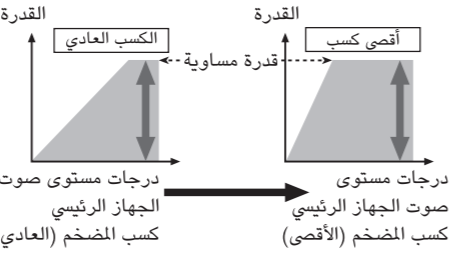 القدرة
أقصى كسب
القدرة
الكسب العادي
قدرة مساوية
درجات مستوى
صوت الجهاز الرئيسي
كسب المضخم (الأقصى)
درجات مستوى صوت
الجهاز الرئيسي
كسب المضخم (العادي